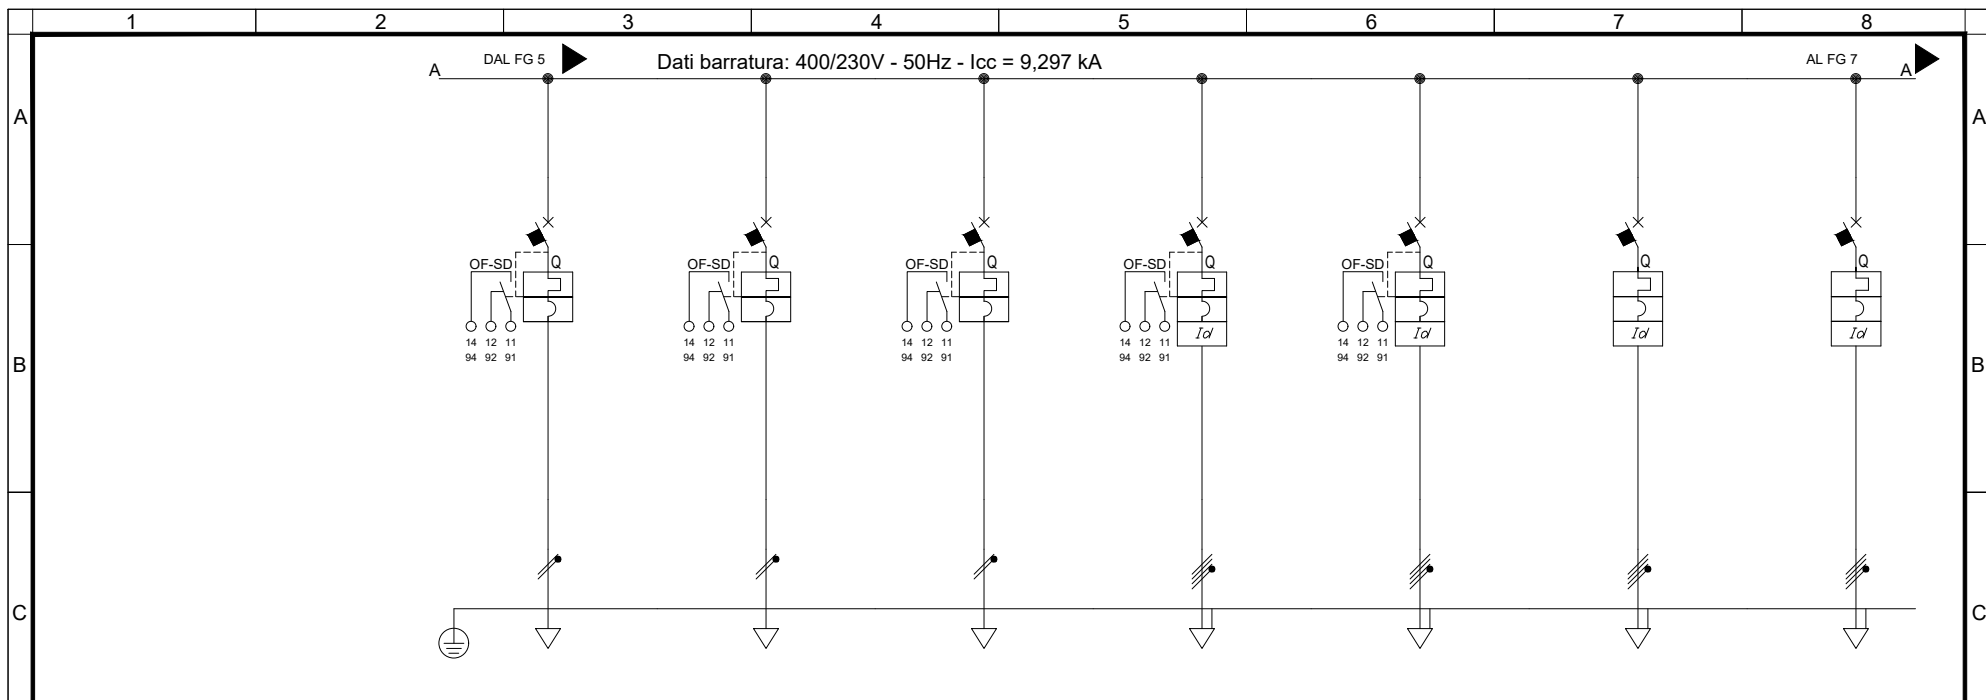 1 2 3 4 5 6 7 8
DAL FG 5 Dati barratura: 400/230V - 50Hz - Icc = 9,297 kA AL FG 7
A A
A A
OF-SD Q OF-SD Q OF-SD Q OF-SD Q OF-SD Q Q Q
14 12 11 14 12 11 14 12 11 14 12 11 14 12 11
Id Id Id Id
94 92 91 94 92 91 94 92 91 94 92 91 94 92 91
B B
C C